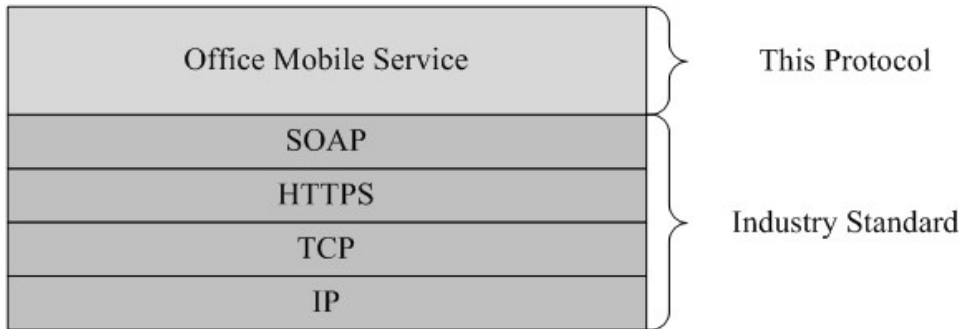 Office Mobile Service
This Protocol
SOAP
HTTPS
TCP
IP
Industry Standard